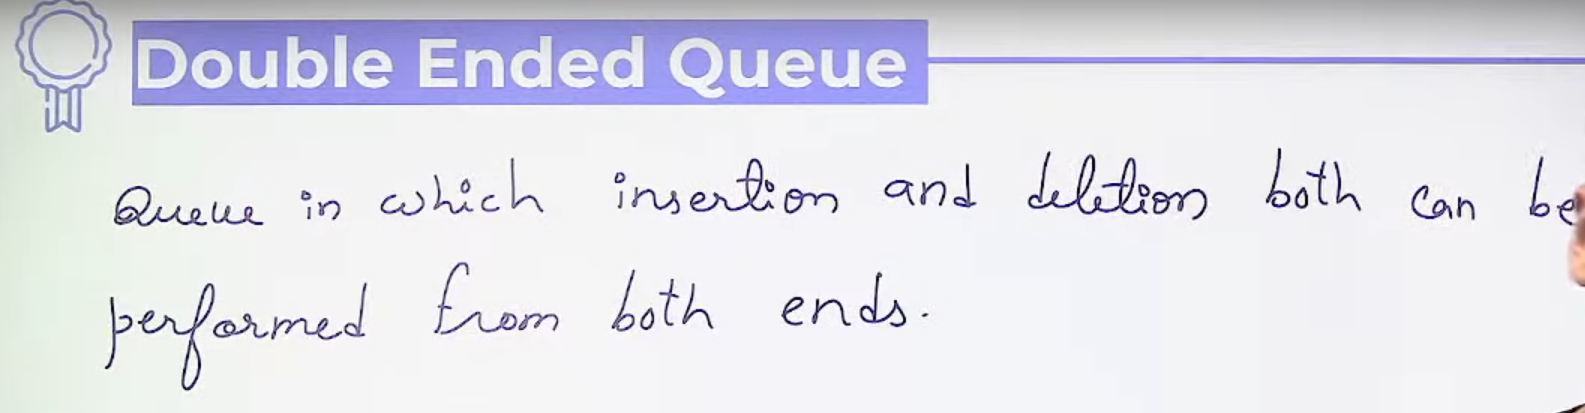 Double Ended Queue
Queue in which insertion and deletion both can be
performed from both ends.